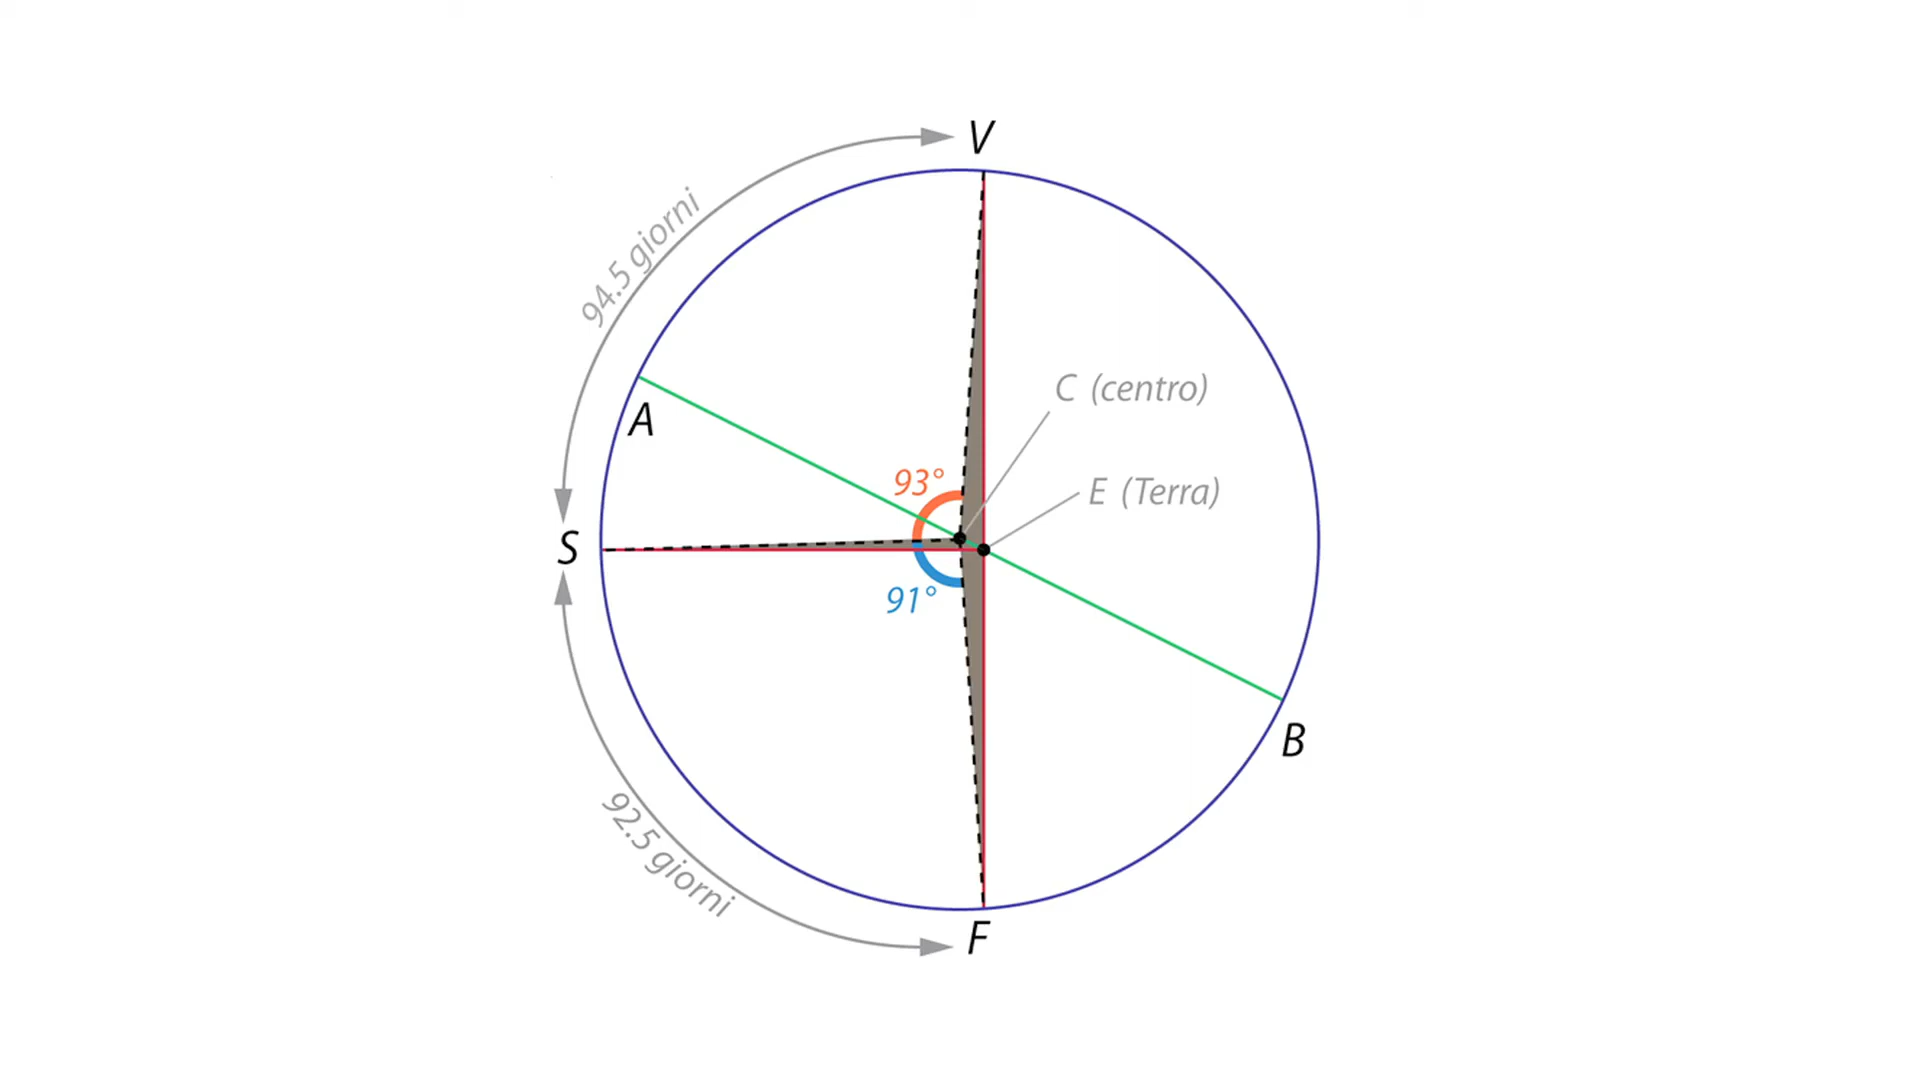 V
94.5 giorni
C (centro)
A
93°
E (Terra)
S
91°
B
92.5 giorni
F